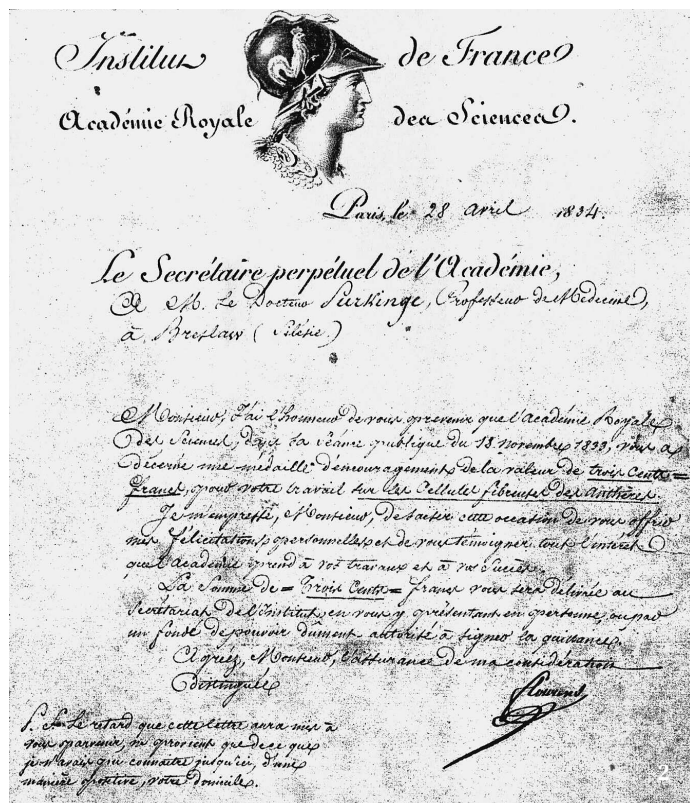 Institut de France
Académie Royale des Sciences.
Paris, le 28 avril 1834.
Le Secrétaire perpétuel de l'Académie,
A M. Le Docteur Purkinge, Professeur de Médecine,
à Breslaw (Silésie)
Monsieur, J'ai l'honneur de vous prevenir que l'Académie Royale
Des Sciences, dans sa séance publique du 18 novembre 1833, vous a
décerné une médaille d'encouragement de la valeur de trois Cents =
francs, pour votre travail sur les Cellules fibreuses des anthères.
Je m'empresse, Monsieur, de saisir cette occasion de vous offrir
mes félicitations personnelles et de vous témoigner tout l'intérêt
que l'académie prend à vos travaux et à vos succès.
La Somme de = Trois Cents = francs vous sera délivrée au
Secrétariat de l'Institut, en vous y présentant en personne, ou par
un fondé de pouvoir dûment autorisé à signer la quittance.
Agréez, Monsieur, l'assurance de ma considération
Distinguée
Flourens
P. S. Le retard que cette lettre aura mis à
vous parvenir, ne provient que de ce que
je n'avais pu connaître jusqu'ici, d'une
manière positive, votre domicile.
2